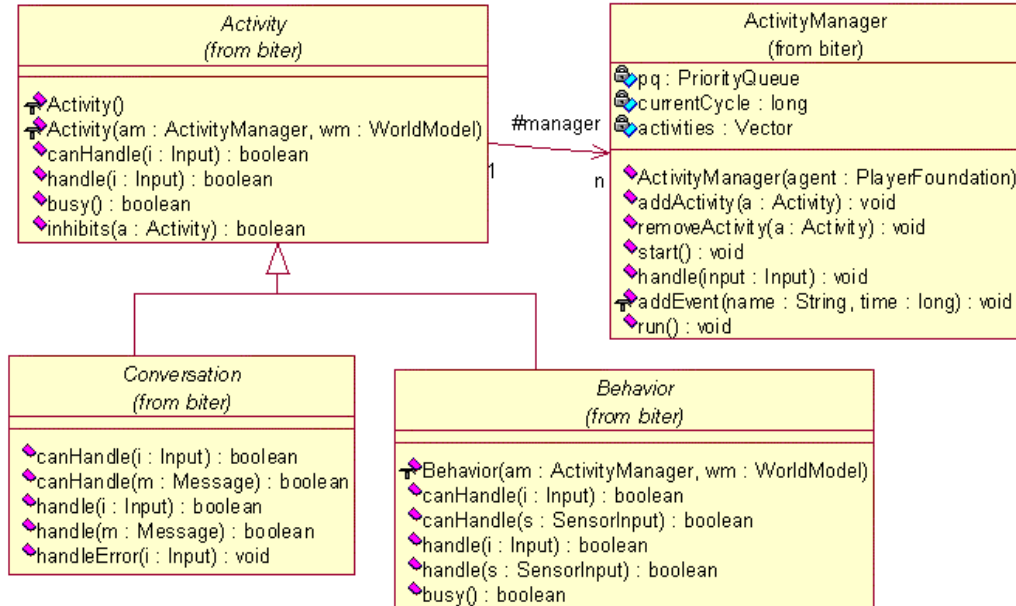 Activity
(from biter)
Activity()
Activity(am : ActivityManager, wm : WorldModel)
canHandle(i : Input) : boolean
handle(i : Input) : boolean
busy() : boolean
inhibits(a : Activity) : boolean
#manager
1
n
ActivityManager
(from biter)
pq : PriorityQueue
currentCycle : long
activities : Vector
ActivityManager(agent : PlayerFoundation)
addActivity(a : Activity) : void
removeActivity(a : Activity) : void
start() : void
handle(input : Input) : void
addEvent(name : String, time : long) : void
run() : void
Conversation
(from biter)
canHandle(i : Input) : boolean
canHandle(m : Message) : boolean
handle(i : Input) : boolean
handle(m : Message) : boolean
handleError(i : Input) : void
Behavior
(from biter)
Behavior(am : ActivityManager, wm : WorldModel)
canHandle(i : Input) : boolean
canHandle(s : SensorInput) : boolean
handle(i : Input) : boolean
handle(s : SensorInput) : boolean
busy() : boolean